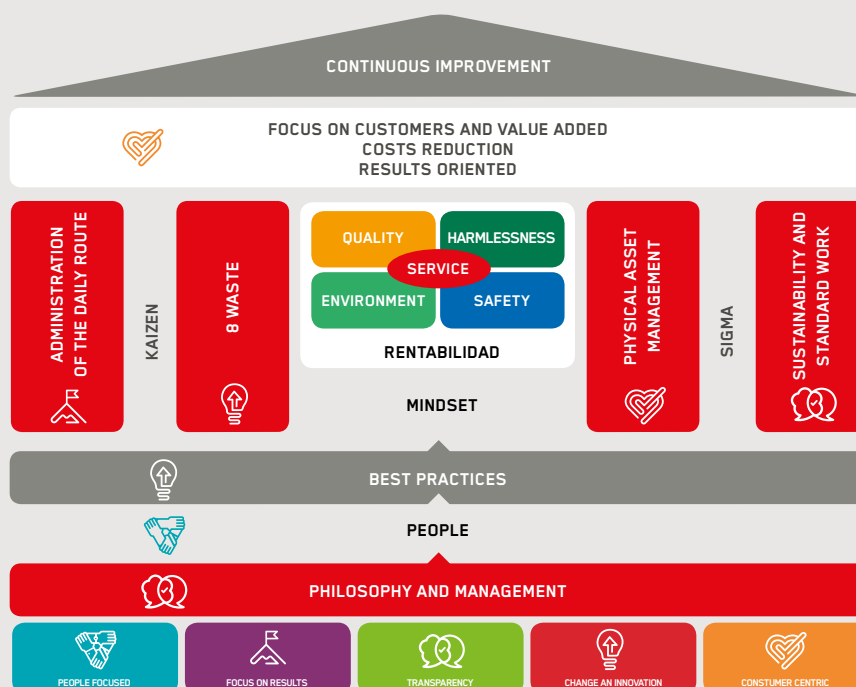 CONTINUOUS IMPROVEMENT
FOCUS ON CUSTOMERS AND VALUE ADDED
COSTS REDUCTION
RESULTS ORIENTED
ADMINISTRATION
OF THE DAILY ROUTE
KAIZEN
8 WASTE
QUALITY
HARMLESSNESS
SERVICE
ENVIRONMENT
SAFETY
RENTABILIDAD
MINDSET
PHYSICAL ASSET
MANAGEMENT
SIGMA
SUSTAINABILITY AND
STANDARD WORK
BEST PRACTICES
PEOPLE
PHILOSOPHY AND MANAGEMENT
PEOPLE FOCUSED
FOCUS ON RESULTS
TRANSPARENCY
CHANGE AN INNOVATION
CONSTUMER CENTRIC